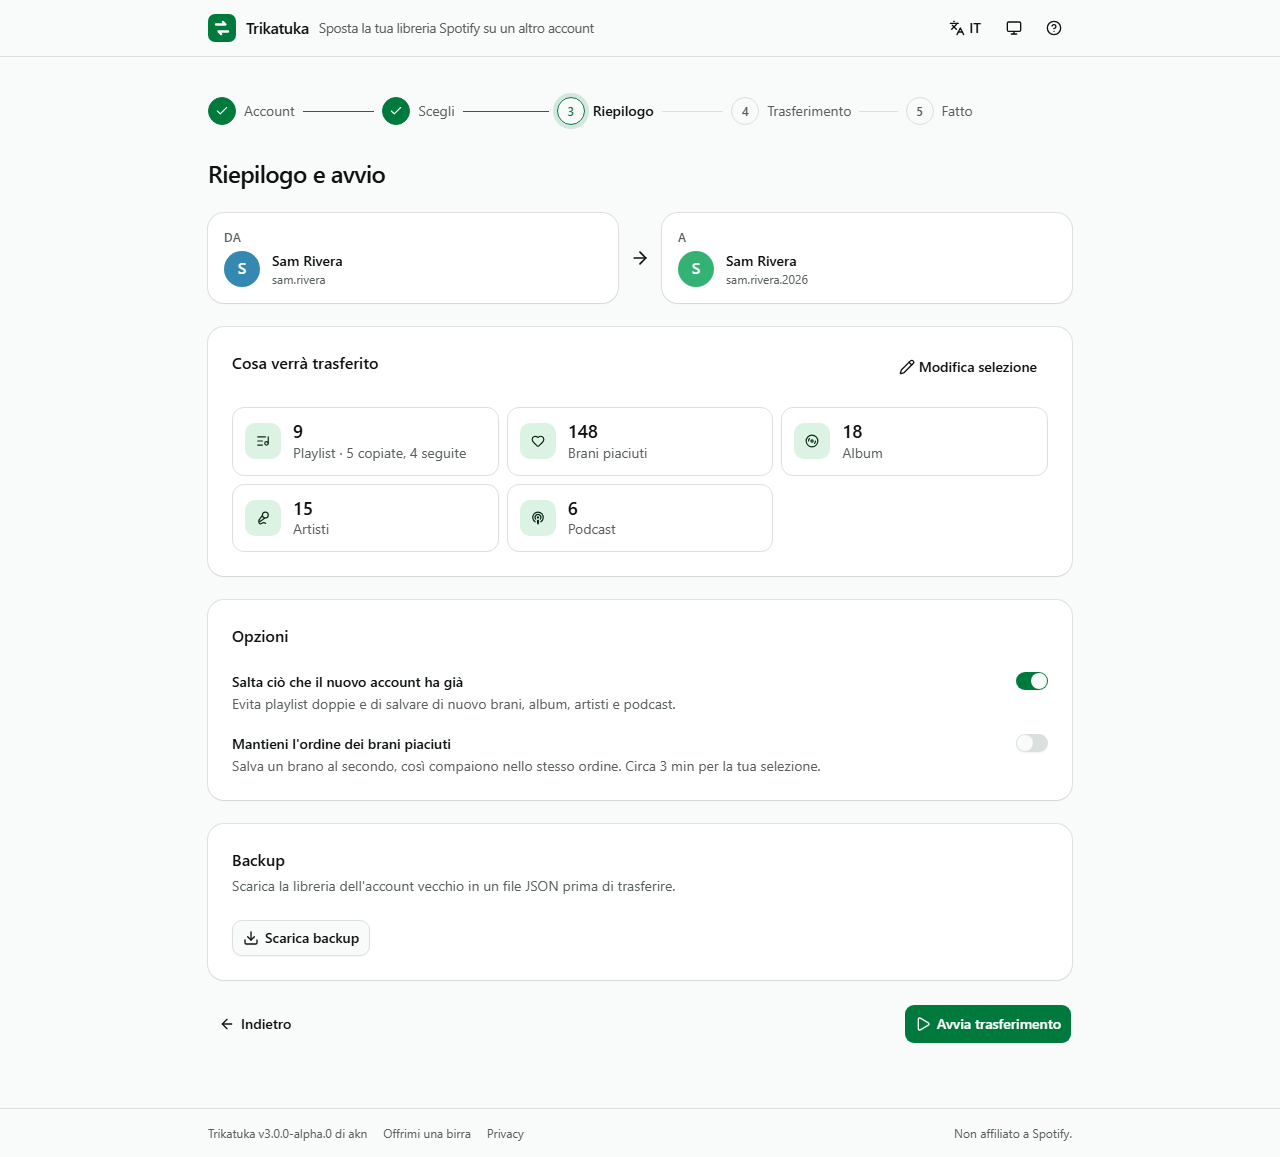 Trikatuka
Sposta la tua libreria Spotify su un altro account
IT
Account
Scegli
3
Riepilogo
4
Trasferimento
5
Fatto
Riepilogo e avvio
DA
S
Sam Rivera
sam.rivera
A
S
Sam Rivera
sam.rivera.2026
Cosa verrà trasferito
Modifica selezione
9
Playlist · 5 copiate, 4 seguite
148
Brani piaciuti
18
Album
15
Artisti
6
Podcast
Opzioni
Salta ciò che il nuovo account ha già
Evita playlist doppie e di salvare di nuovo brani, album, artisti e podcast.
Mantieni l'ordine dei brani piaciuti
Salva un brano al secondo, così compaiono nello stesso ordine. Circa 3 min per la tua selezione.
Backup
Scarica la libreria dell'account vecchio in un file JSON prima di trasferire.
Scarica backup
Indietro
Avvia trasferimento
Trikatuka v3.0.0-alpha.0 di akn
Offrimi una birra
Privacy
Non affiliato a Spotify.